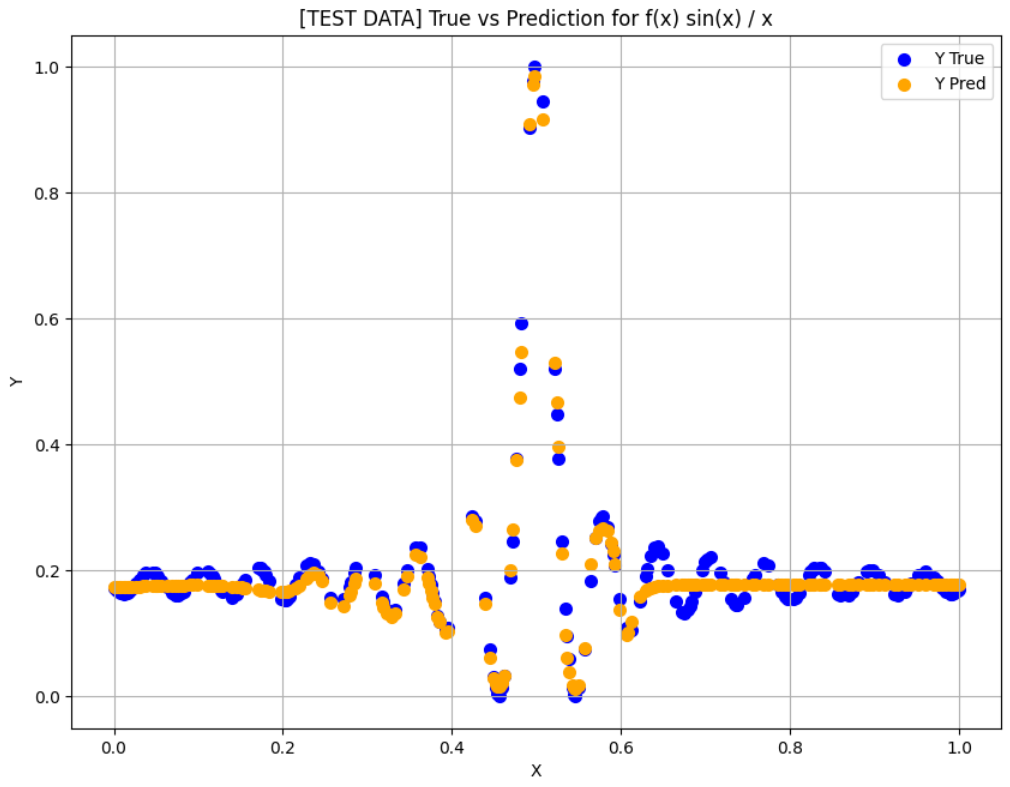 [TEST DATA] True vs Prediction for f(x) sin(x) / x
Y True
Y Pred
1.0
0.8
0.6
0.4
0.2
0.0
Y
0.0 0.2 0.4 0.6 0.8 1.0
X